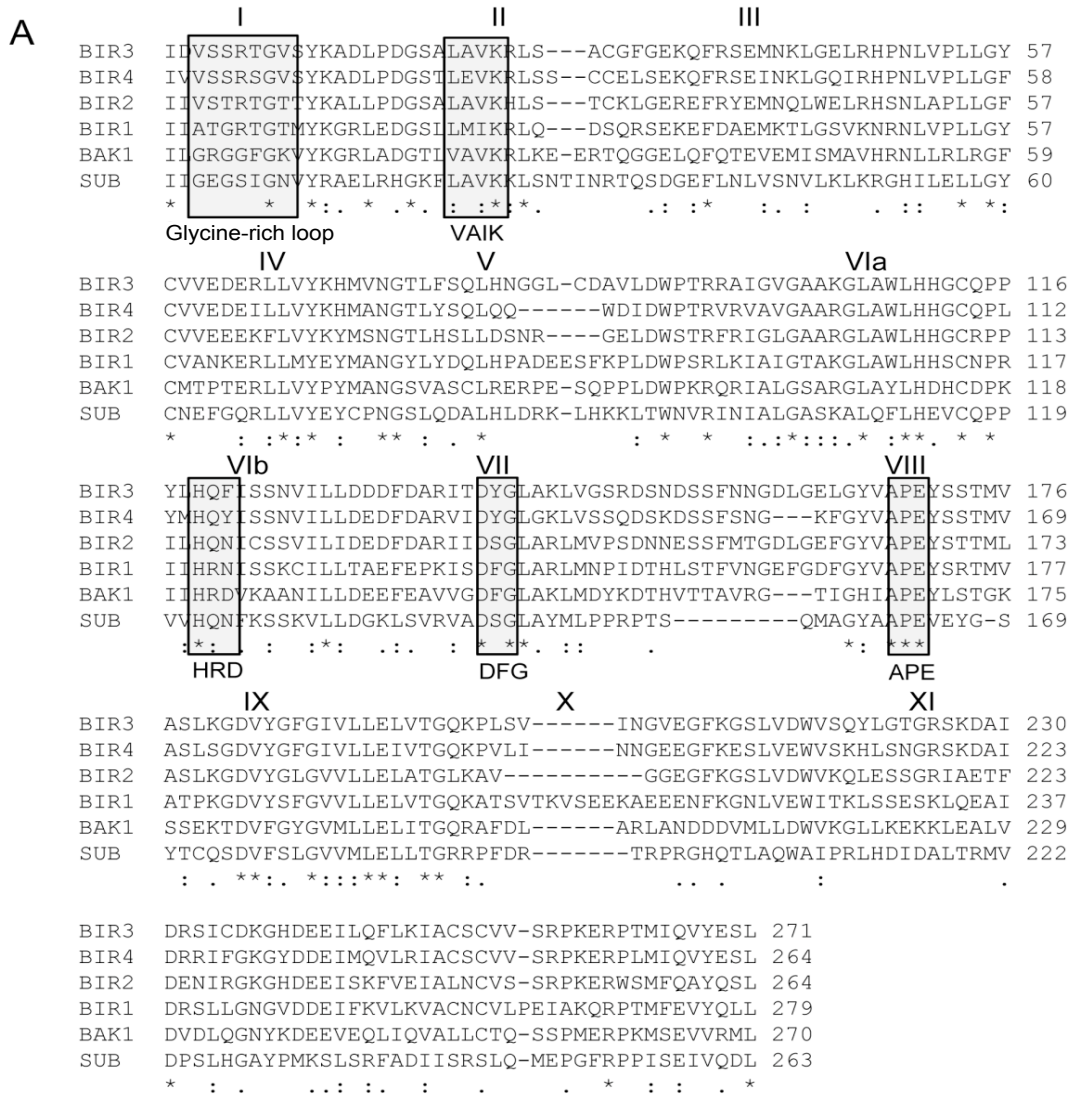 A
I II III
BIR3 IDVSSRTGVSYKADLPDGSALAVKRLS---ACGFGEKQFRSEMNKLGELRHPNLVPLLGY 57
BIR4 IVVSSRSGVSYKADLPDGSTLEVKRLSS--CCELSEKQFRSEINKLGQIRHPNLVPLLGF 58
BIR2 IIVSTRTGTTYKALLPDGSALAVKHLS---TCKLGEREFRYEMNQLWELRHSNLAPLLGF 57
BIR1 IIATGRTGTMYKGRLEDGSLLMIKRLQ---DSQRSEKEFDAEMKTLGSVKNRNLVPLLGY 57
BAK1 ILGRGGFGKVYKGRLADGTLVAVKRLKE-ERTQGGELQFQTEVEMISMAVHRNLLRLRGF 59
SUB IIGEGSIGNVYRAELRHGKFLAVKKLSNTINRTQSDGEFLNLVSNVLKLKRGHILELLGY 60
* * *:. * *. : :*:*. .: :* : . :: * *:
Glycine-rich loop VAIK
IV V VIa
BIR3 CVVEDERLLVYKHMVNGTLFSQLHNGGL-CDAVLDWPTRRAIGVGAAKGLAWLHHGCQPP 116
BIR4 CVVEDEILLVYKHMANGTLYSQLQQ------WDIDWPTRVRVAVGAARGLAWLHHGCQPL 112
BIR2 CVVEEEKFLVYKYMSNGTLHSLLDSNR---GELDWSTRFRIGLGAARGLAWLHHGCRPP 113
BIR1 CVANKERLLMYEYMANGYLYDQLHPADEESFKPLDWPSRLKIAIGTAKGLAWLHHSCNPR 117
BAK1 CMTPTERLLVYPYMANGSVASCLRERPE-SQPPLDWPKRQRIALGSARGLAYLHDHCDPK 118
SUB CNEFGQRLLVYEYCPNGSLQDALHLDRK-LHKKLTWNVRINIALGASKALQFLHEVCQPP 119
* : :*:* : ** : . * * * :.:*::::.* :**. * *
VIb VII VIII
BIR3 YLHQFISSNVILLDDDFDARITDYGLAKLVGSRDSNDSSFNNGDLGELGYVAPEYSSTMV 176
BIR4 YMHQYISSNVILLDEDFDARVIDYGLGKLVSSQDSKDSSFSNG---KFGYVAPEYSSTMV 169
BIR2 ILHQNICSSVILIDEDFDARIIDSGLARLMVPSDNNESSFMTGDLGEFGYVAPEYSTTML 173
BIR1 IIHRNISSKCILLTAEFEPKISDFGLARLMNPIDTHLSTFVNGEFGDFGYVAPEYSRTMV 177
BAK1 IIHRDVKAANILLDEEFEAVVGDFGLAKLMDYKDTHVTTAVRG--TIGHIAPEYLSTGK 175
SUB VVHQNFKSSKVLLDGKLSVRVADSGLAYMLPPRPTS---------QMAGYAAPEVEYG-S 169
:*: . : :*: .:. : * **. :: . *: ***
HRD DFG APE
IX X XI
BIR3 ASLKGDVYGFGIVLLELVTGQKPLSV------INGVEGFKGSLVDWVSQYLGTGRSKDAI 230
BIR4 ASLSGDVYGFGIVLLEIVTGQKPVLI------NNGEEGFKESLVEWVSKHLSNGRSKDAI 223
BIR2 ASLKGDVYGLGVVLLELATGLKAV---------GGEGFKGSLVDWVKQLESSGRIAETF 223
BIR1 ATPKGDVYSFGVVLLELVTGQKATSVTKVSEEKAEEENFKGNLVEWITKLSSESKLQEAI 237
BAK1 SSEKTDVFGYGVMLLELITGQRAFDL------ARLANDDDVMLLDWVKGLLKEKKLEALV 229
SUB YTCQSDVFSLGVVMLELLTGRRPFDR------TRPRGHQTLAQWAIPRLHDIDALTRMV 222
: . **:. *:::**: ** :. .. . : .
BIR3 DRSICDKGHDEEILQFLKIACSCVV-SRPKERPTMIQVYESL 271
BIR4 DRRIFGKGYDDEIMQVLRIACSCVV-SRPKERPLMIQVYESL 264
BIR2 DENIRGKGHDEEISKFVEIALNCVS-SRPKERWSMFQAYQSL 264
BIR1 DRSLLGNGVDDEIFKVLKVACNCVLPEIAKQRPTMFEVYQLL 279
BAK1 DVDLQGNYKDEEVEQLIQVALLCTQ-SSPMERPKMSEVVRML 270
SUB DPSLHGAYPMKSLSRFADIISRSLQ-MEPGFRPPISEIVQDL 263
* : . ..: : : . . * : : . *